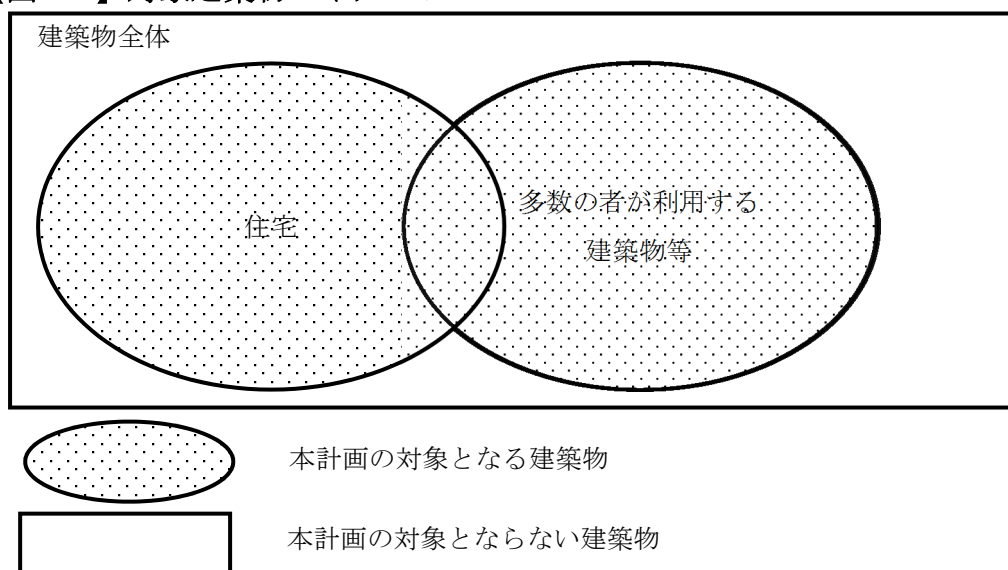 建築物全体
住宅
多数の者が利用する
建築物等
本計画の対象となる建築物
本計画の対象とならない建築物